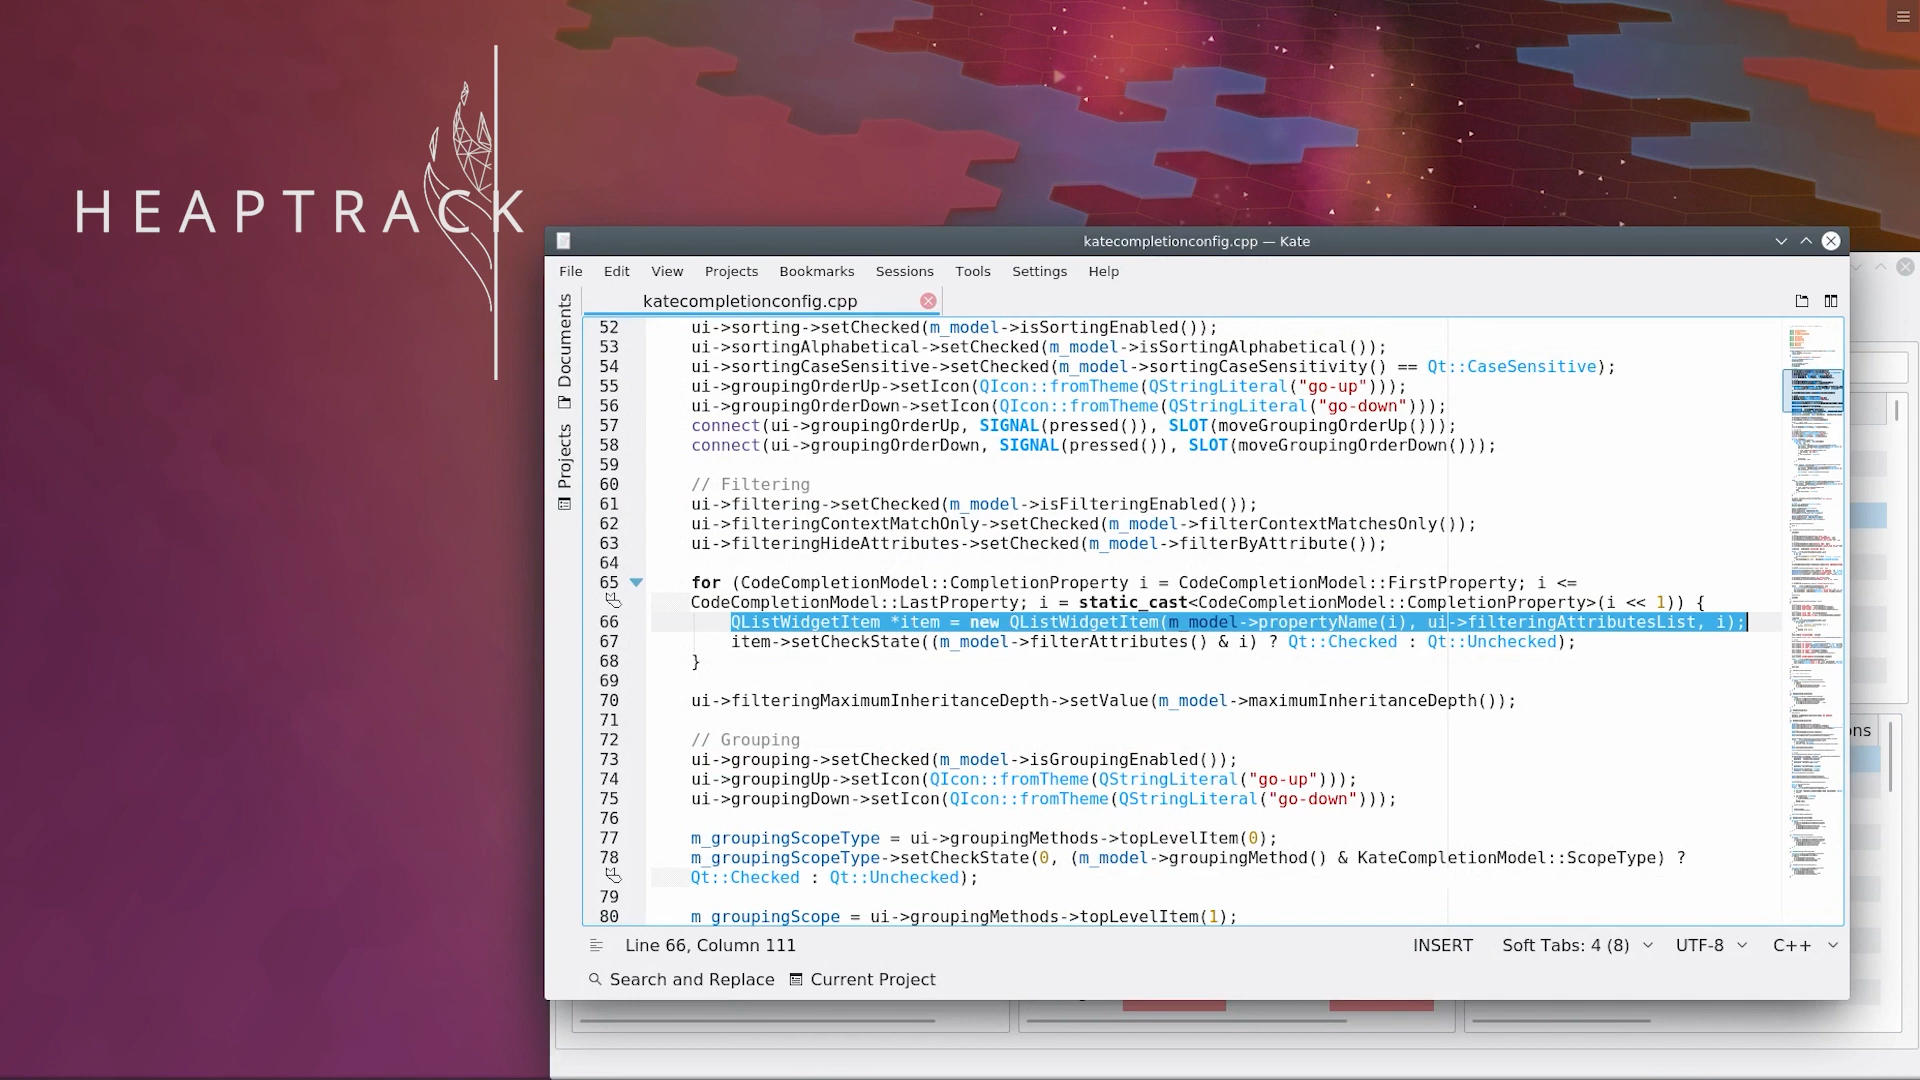 HEAPTRACK
katecompletionconfig.cpp — Kate
File Edit View Projects Bookmarks Sessions Tools Settings Help
Documents
Projects
katecompletionconfig.cpp
52 ui->sorting->setChecked(m_model->isSortingEnabled());
53 ui->sortingAlphabetical->setChecked(m_model->isSortingAlphabetical());
54 ui->sortingCaseSensitive->setChecked(m_model->sortingCaseSensitivity() == Qt::CaseSensitive);
55 ui->groupingOrderUp->setIcon(QIcon::fromTheme(QStringLiteral("go-up")));
56 ui->groupingOrderDown->setIcon(QIcon::fromTheme(QStringLiteral("go-down")));
57 connect(ui->groupingOrderUp, SIGNAL(pressed()), SLOT(moveGroupingOrderUp()));
58 connect(ui->groupingOrderDown, SIGNAL(pressed()), SLOT(moveGroupingOrderDown()));
59
60 // Filtering
61 ui->filtering->setChecked(m_model->isFilteringEnabled());
62 ui->filteringContextMatchOnly->setChecked(m_model->filterContextMatchesOnly());
63 ui->filteringHideAttributes->setChecked(m_model->filterByAttribute());
64
65 for (CodeCompletionModel::CompletionProperty i = CodeCompletionModel::FirstProperty; i <=
CodeCompletionModel::LastProperty; i = static_cast<CodeCompletionModel::CompletionProperty>(i << 1)) {
66 QListWidgetItem *item = new QListWidgetItem(m_model->propertyName(i), ui->filteringAttributesList, i);
67 item->setCheckState((m_model->filterAttributes() & i) ? Qt::Checked : Qt::Unchecked);
68 }
69
70 ui->filteringMaximumInheritanceDepth->setValue(m_model->maximumInheritanceDepth());
71
72 // Grouping
73 ui->grouping->setChecked(m_model->isGroupingEnabled());
74 ui->groupingUp->setIcon(QIcon::fromTheme(QStringLiteral("go-up")));
75 ui->groupingDown->setIcon(QIcon::fromTheme(QStringLiteral("go-down")));
76
77 m_groupingScopeType = ui->groupingMethods->topLevelItem(0);
78 m_groupingScopeType->setCheckState(0, (m_model->groupingMethod() & KateCompletionModel::ScopeType) ?
Qt::Checked : Qt::Unchecked);
79
80 m_groupingScope = ui->groupingMethods->topLevelItem(1);
Line 66, Column 111 INSERT Soft Tabs: 4 (8) UTF-8 C++
Search and Replace Current Project
ons